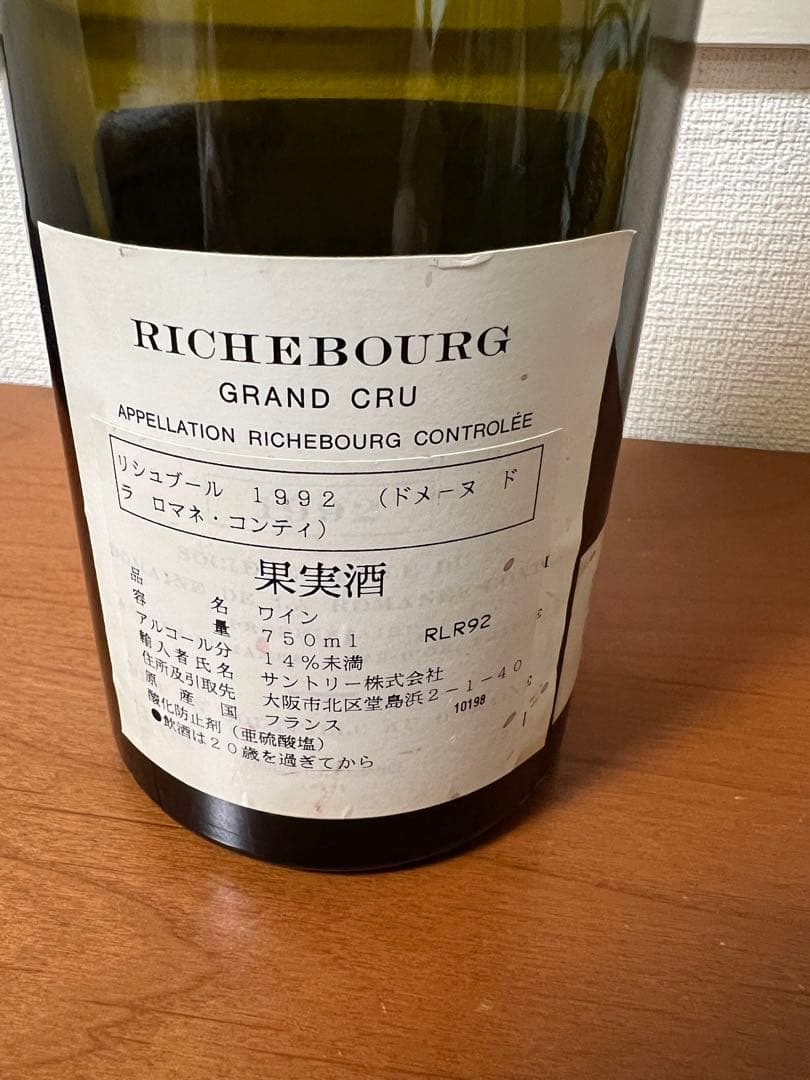 RICHEBOURG
GRAND CRU
APPELLATION RICHEBOURG CONTROLÉE
リシュブール 1992 (ドメーヌ ド
ラ ロマネ・コンティ)
果実酒
品名 ワイン
容量 750ml RLR92
アルコール分 14%未満
輸入者氏名 サントリー株式会社
住所及引取先 大阪市北区堂島浜2-1-40
原産国 フランス 10198
酸化防止剤(亜硫酸塩)
●飲酒は20歳を過ぎてから